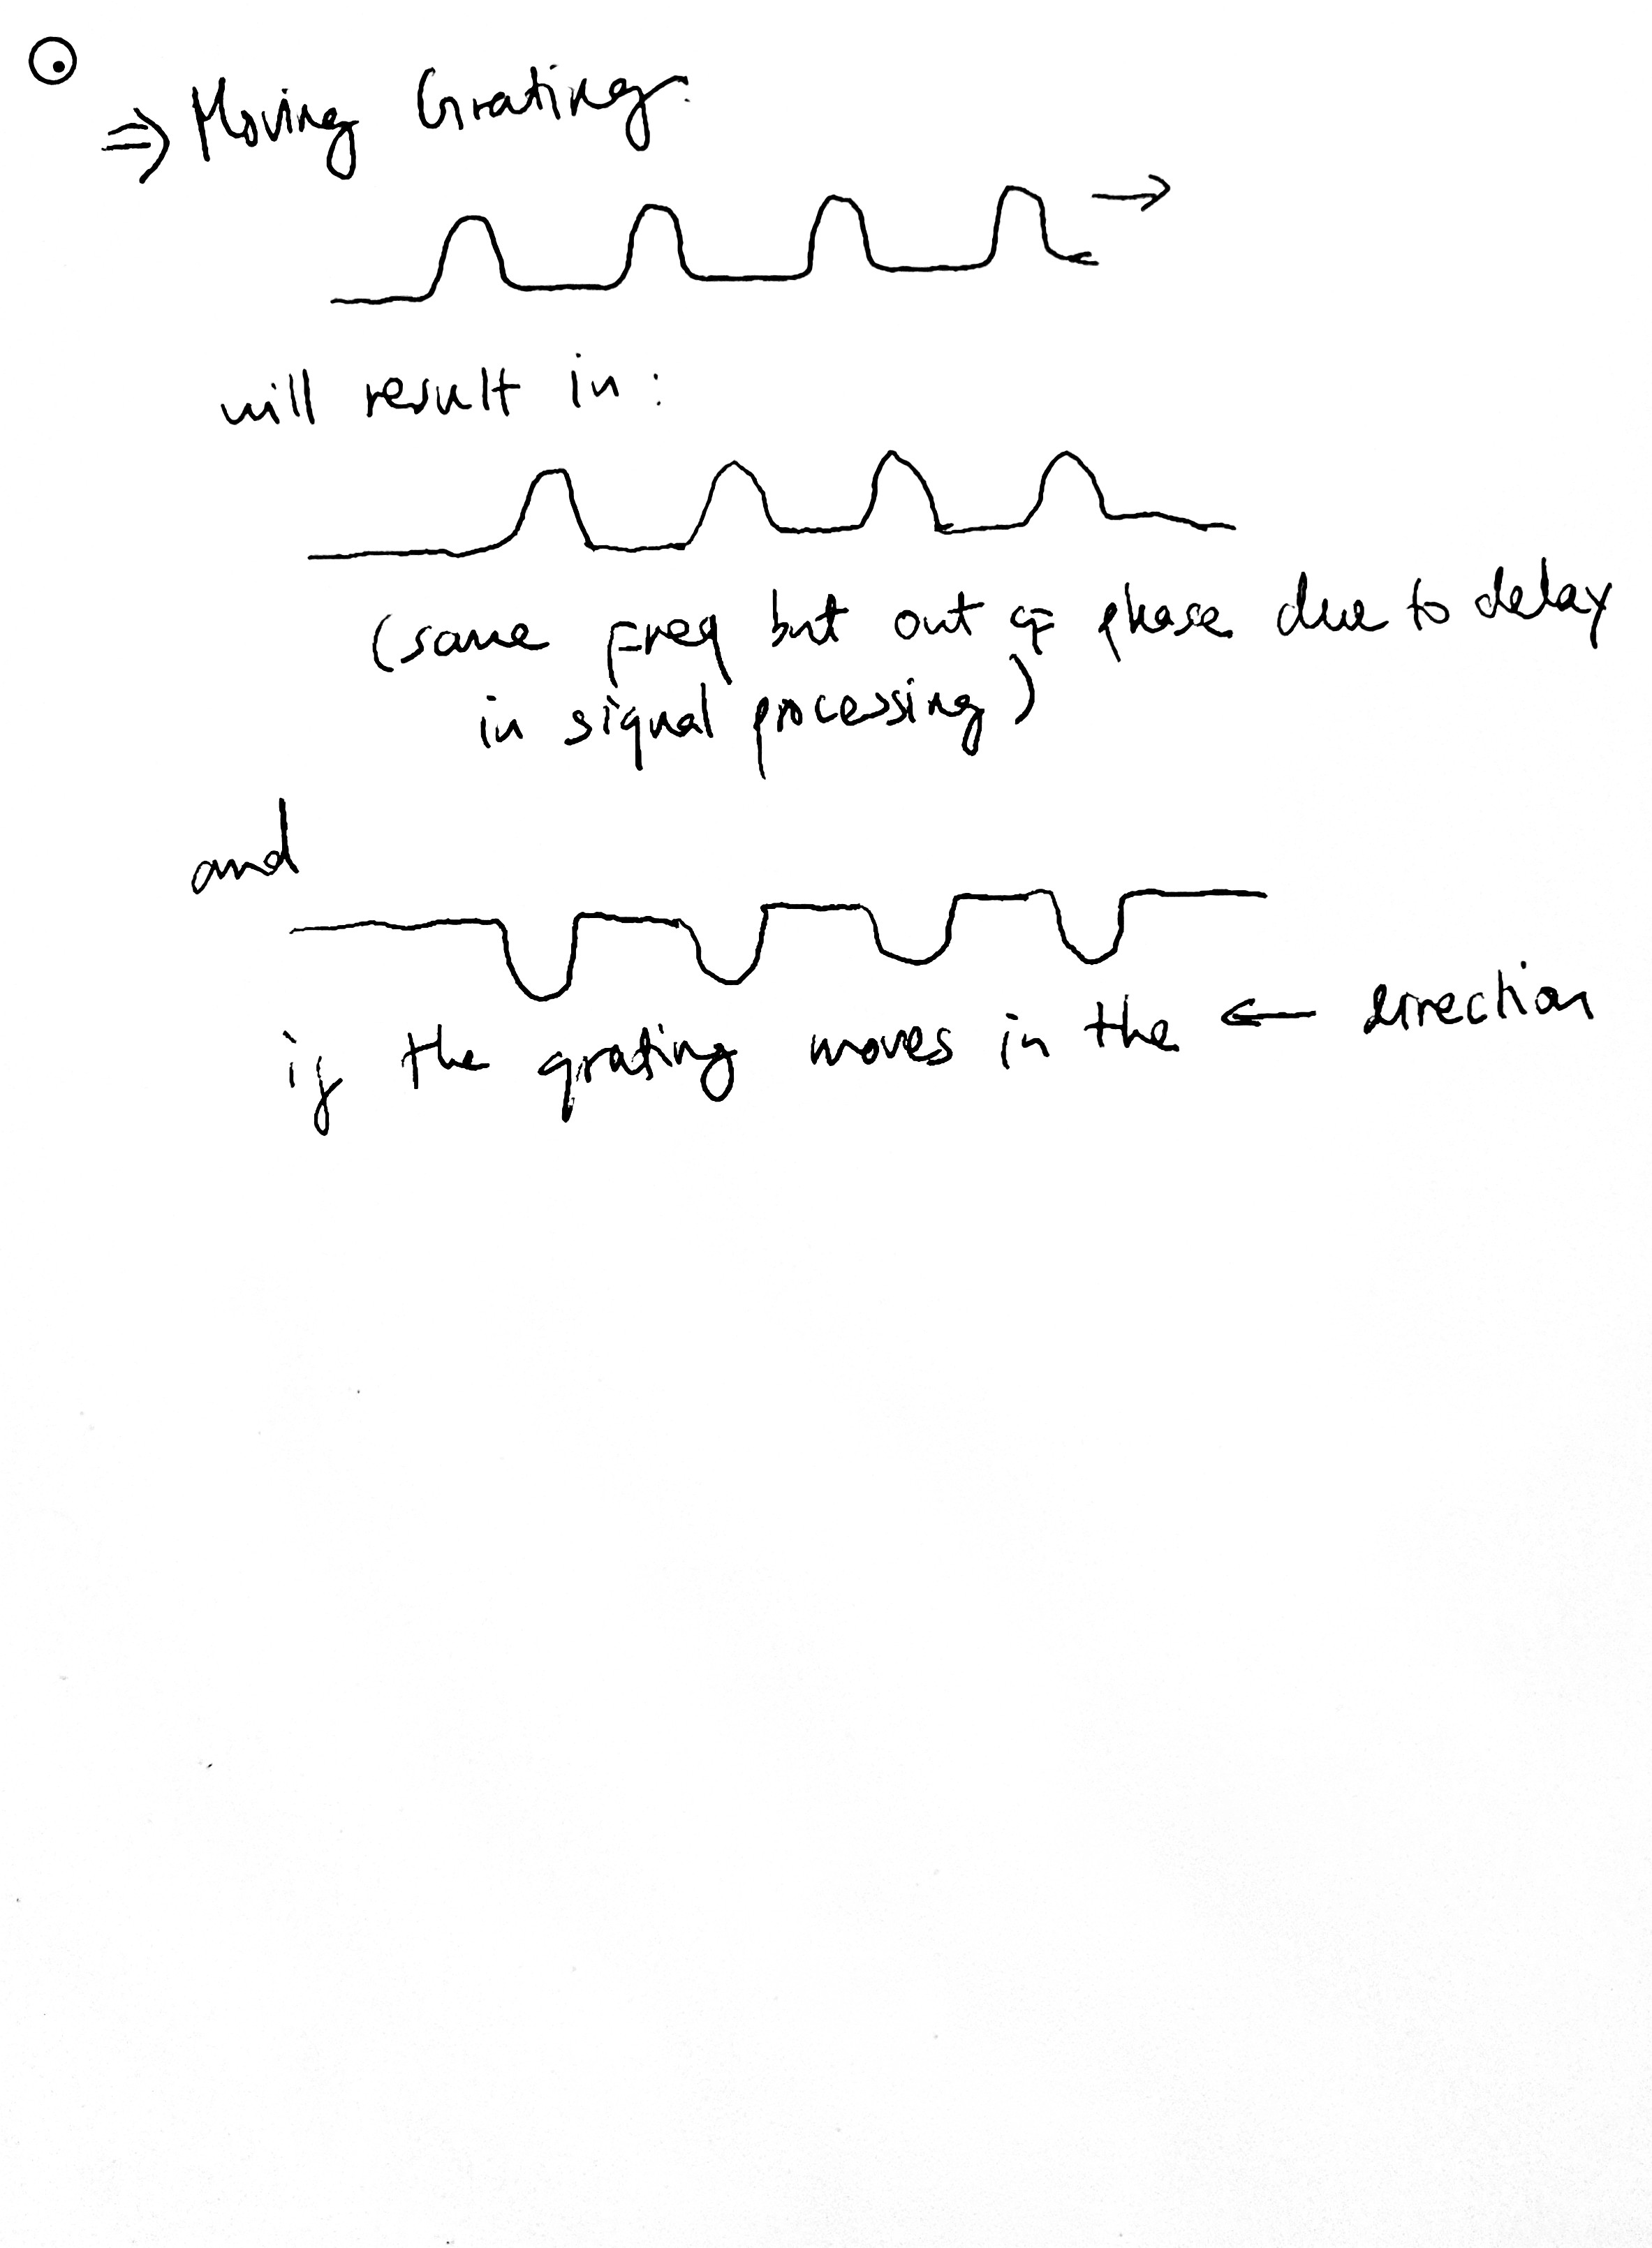 ⇒ Moving Grating.
→
will result in :
(same freq but out of phase due to delay
in signal processing)
and
if the grating moves in the ← direction